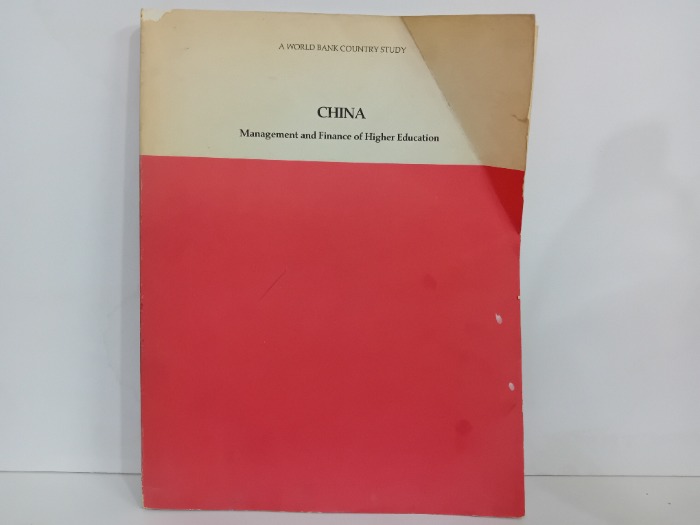 A WORLD BANK COUNTRY STUDY
CHINA
Management and Finance of Higher Education